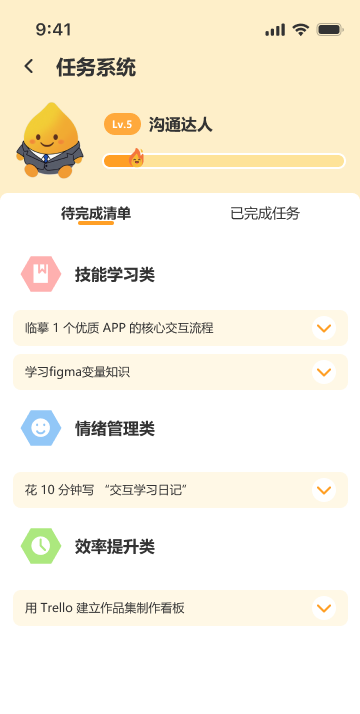 9:41
任务系统
Lv.5 沟通达人
待完成清单 已完成任务
技能学习类
临摹 1 个优质 APP 的核心交互流程
学习figma变量知识
情绪管理类
花 10 分钟写 “交互学习日记”
效率提升类
用 Trello 建立作品集制作看板